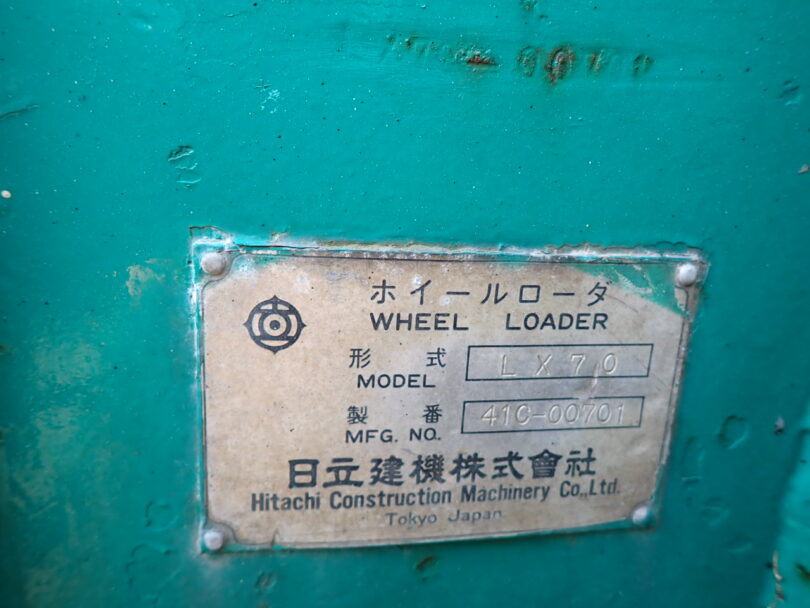 ホイールローダ
WHEEL LOADER
形式 LX70
MODEL
製番 41C-00701
MFG. NO.
日立建機株式會社
Hitachi Construction Machinery Co.,Ltd.
Tokyo Japan